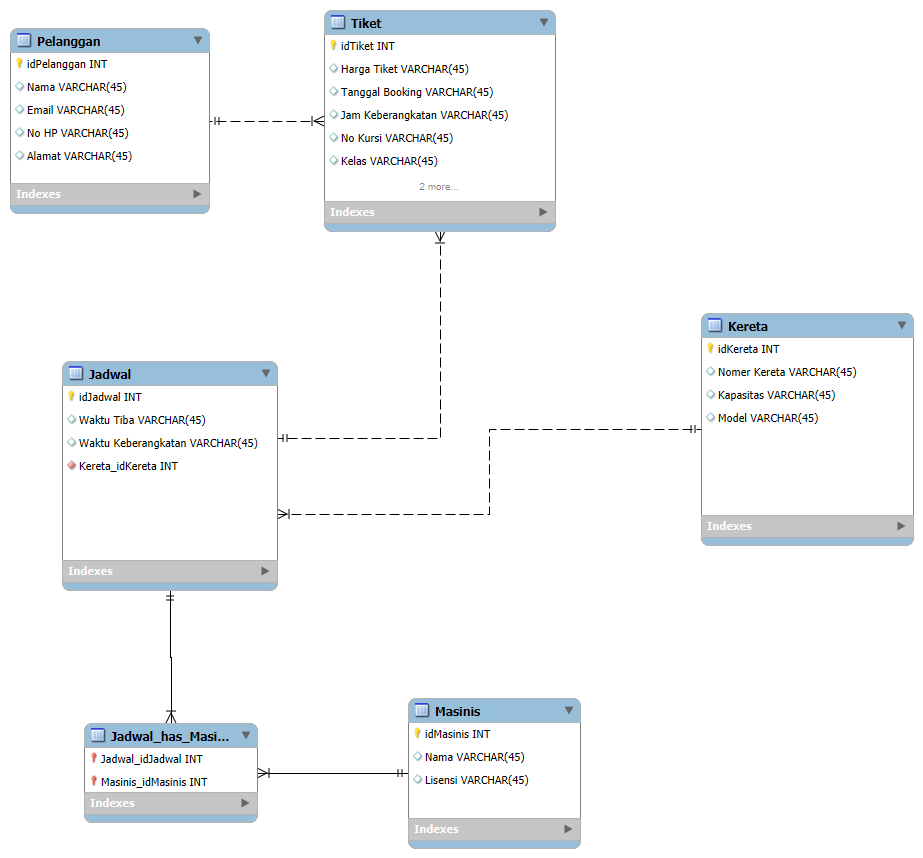 Pelanggan
idPelanggan INT
Nama VARCHAR(45)
Email VARCHAR(45)
No HP VARCHAR(45)
Alamat VARCHAR(45)
Indexes
Tiket
idTiket INT
Harga Tiket VARCHAR(45)
Tanggal Booking VARCHAR(45)
Jam Keberangkatan VARCHAR(45)
No Kursi VARCHAR(45)
Kelas VARCHAR(45)
2 more...
Indexes
Kereta
idKereta INT
Nomer Kereta VARCHAR(45)
Kapasitas VARCHAR(45)
Model VARCHAR(45)
Indexes
Jadwal
idJadwal INT
Waktu Tiba VARCHAR(45)
Waktu Keberangkatan VARCHAR(45)
Kereta_idKereta INT
Indexes
Jadwal_has_Masi...
Jadwal_idJadwal INT
Masinis_idMasinis INT
Indexes
Masinis
idMasinis INT
Nama VARCHAR(45)
Lisensi VARCHAR(45)
Indexes